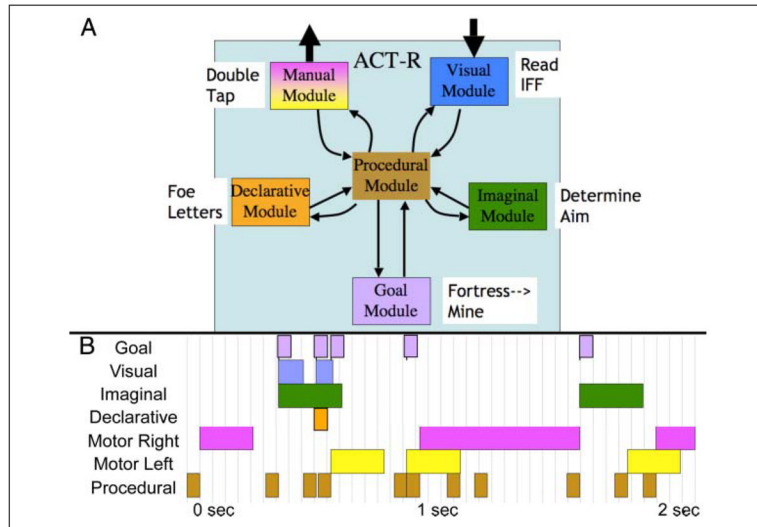 A
ACT-R
Double
Tap
Manual
Module
Visual
Module
Read
IFF
Procedural
Module
Foe
Letters
Declarative
Module
Imaginal
Module
Determine
Aim
Goal
Module
Fortress-->
Mine
B
Goal
Visual
Imaginal
Declarative
Motor Right
Motor Left
Procedural
0 sec
1 sec
2 sec